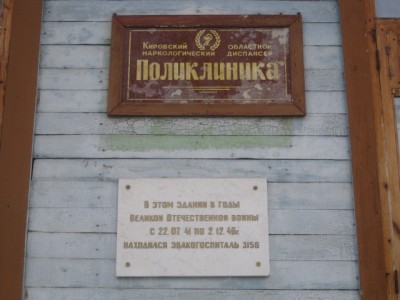 Кировский областной
наркологический диспансер
Поликлиника
В этом здании в годы
Великой Отечественной войны
с 22.07 41 по 2 12. 46г.
находился эвакогоспиталь 3156